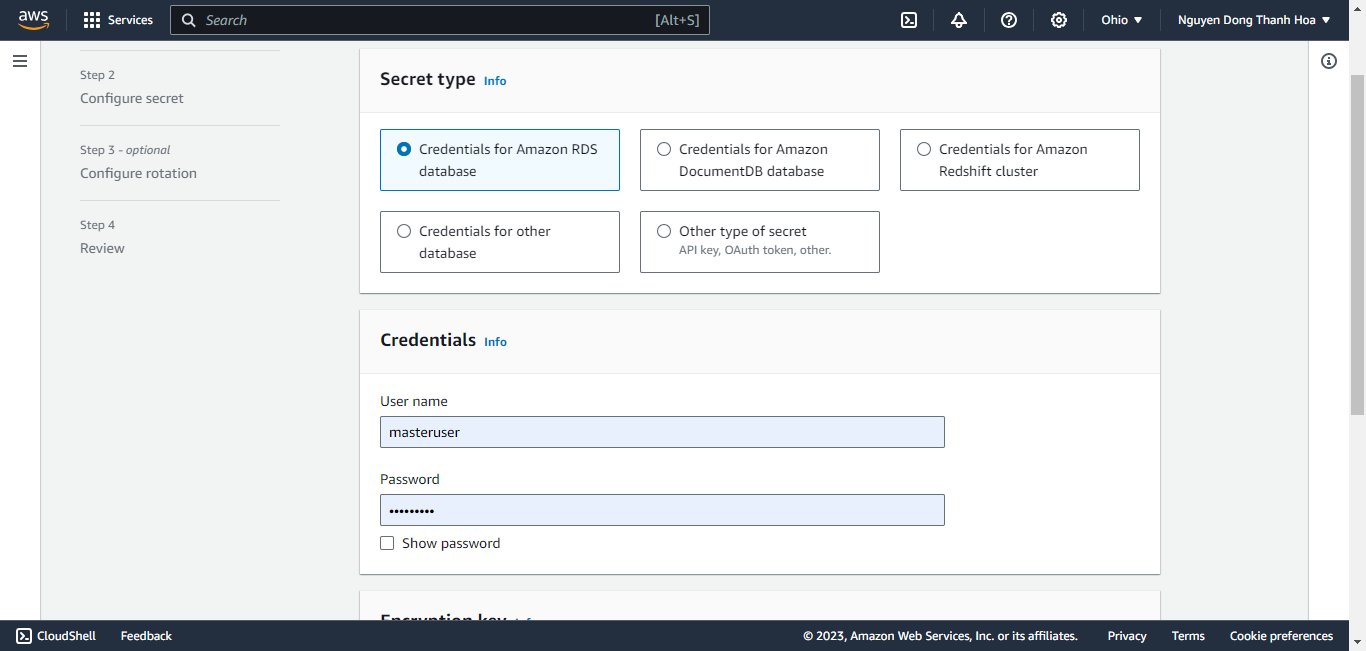 aws
Services
Search
[Alt+S]
Ohio ▼
Nguyen Dong Thanh Hoa ▼
Step 2
Configure secret
Step 3 - optional
Configure rotation
Step 4
Review
Secret type Info
Credentials for Amazon RDS
database
Credentials for Amazon
DocumentDB database
Credentials for Amazon
Redshift cluster
Credentials for other
database
Other type of secret
API key, OAuth token, other.
Credentials Info
User name
masteruser
Password
•••••••••
Show password
Encryption key Info
CloudShell
Feedback
© 2023, Amazon Web Services, Inc. or its affiliates.
Privacy
Terms
Cookie preferences